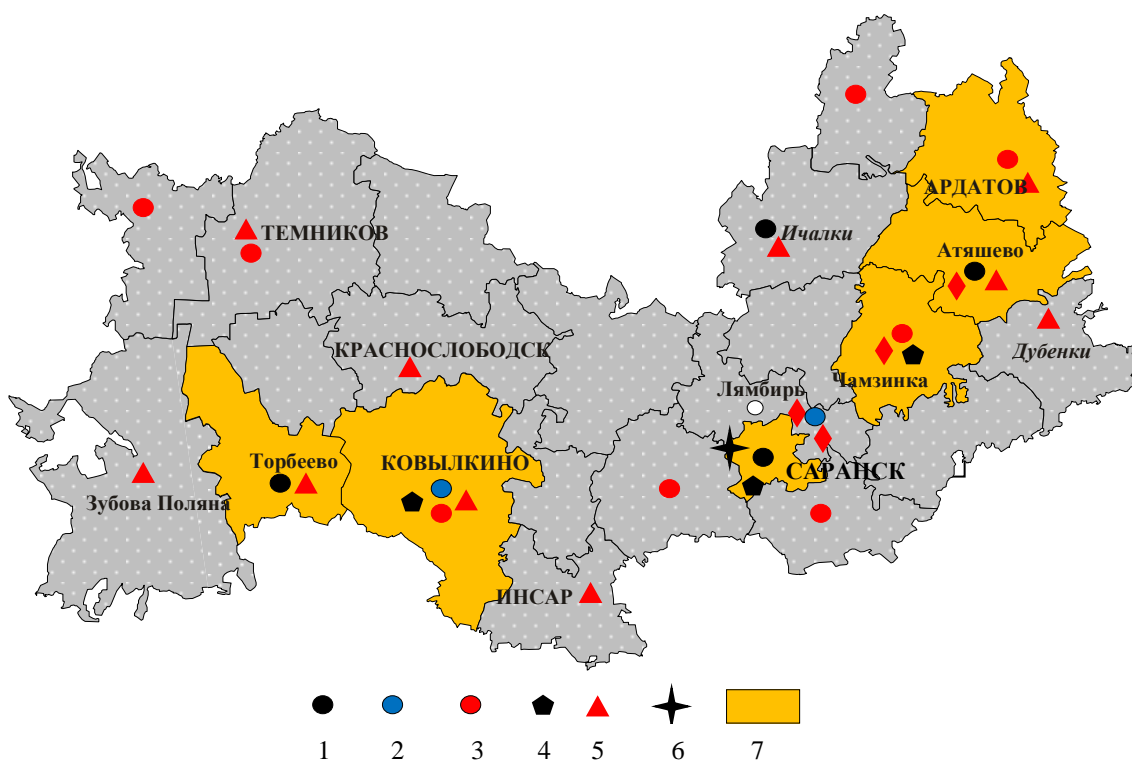 АРДАТОВ
ТЕМНИКОВ
Ичалки
Атяшево
КРАСНОСЛОБОДСК
Дубенки
Чамзинка
Лямбирь
Торбеево
КОВЫЛКИНО
САРАНСК
Зубова Поляна
ИНСАР
1 2 3 4 5 6 7